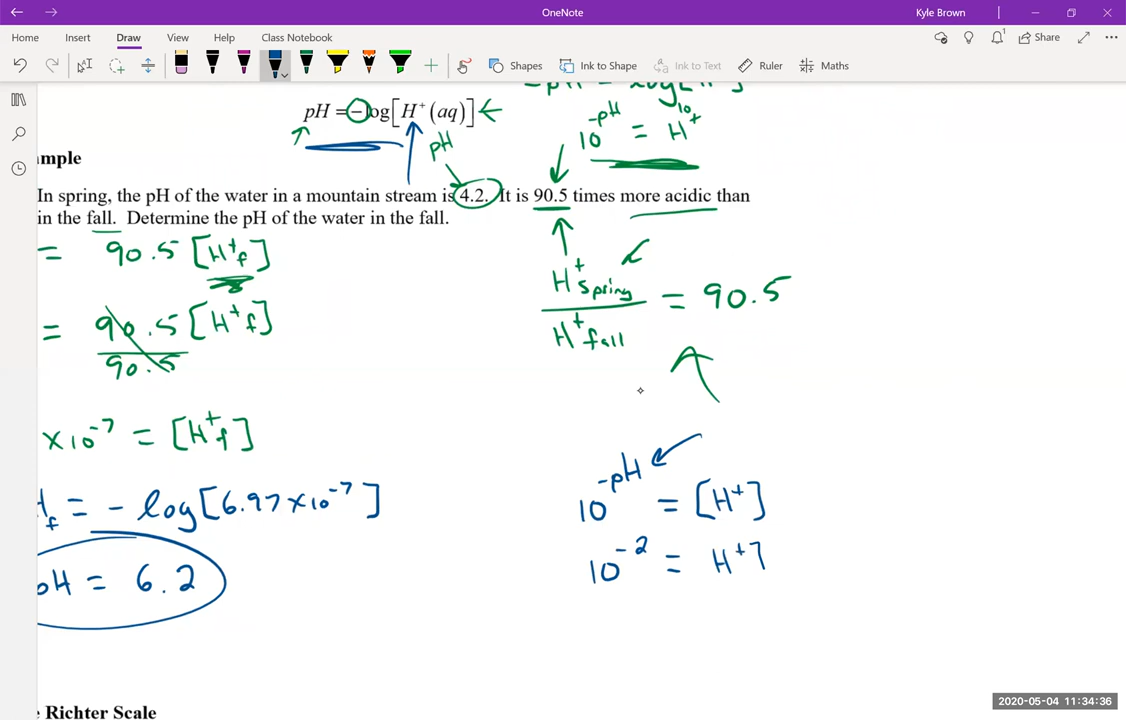 OneNote
Kyle Brown
Home Insert Draw View Help Class Notebook
Share
Shapes Ink to Shape Ink to Text Ruler Maths
pH = -log[H⁺(aq)]
pH
10^-pH = H⁺
10
mple
In spring, the pH of the water in a mountain stream is 4.2. It is 90.5 times more acidic than
in the fall. Determine the pH of the water in the fall.
= 90.5 [H⁺f]
H⁺spring / H⁺fall = 90.5
= 90.5 [H⁺f]
90.5
×10⁻⁷ = [H⁺f]
10^-pH = [H⁺]
f = - log[6.97×10⁻⁷]
10⁻² = H⁺]
pH = 6.2
Richter Scale
2020-05-04 11:34:36